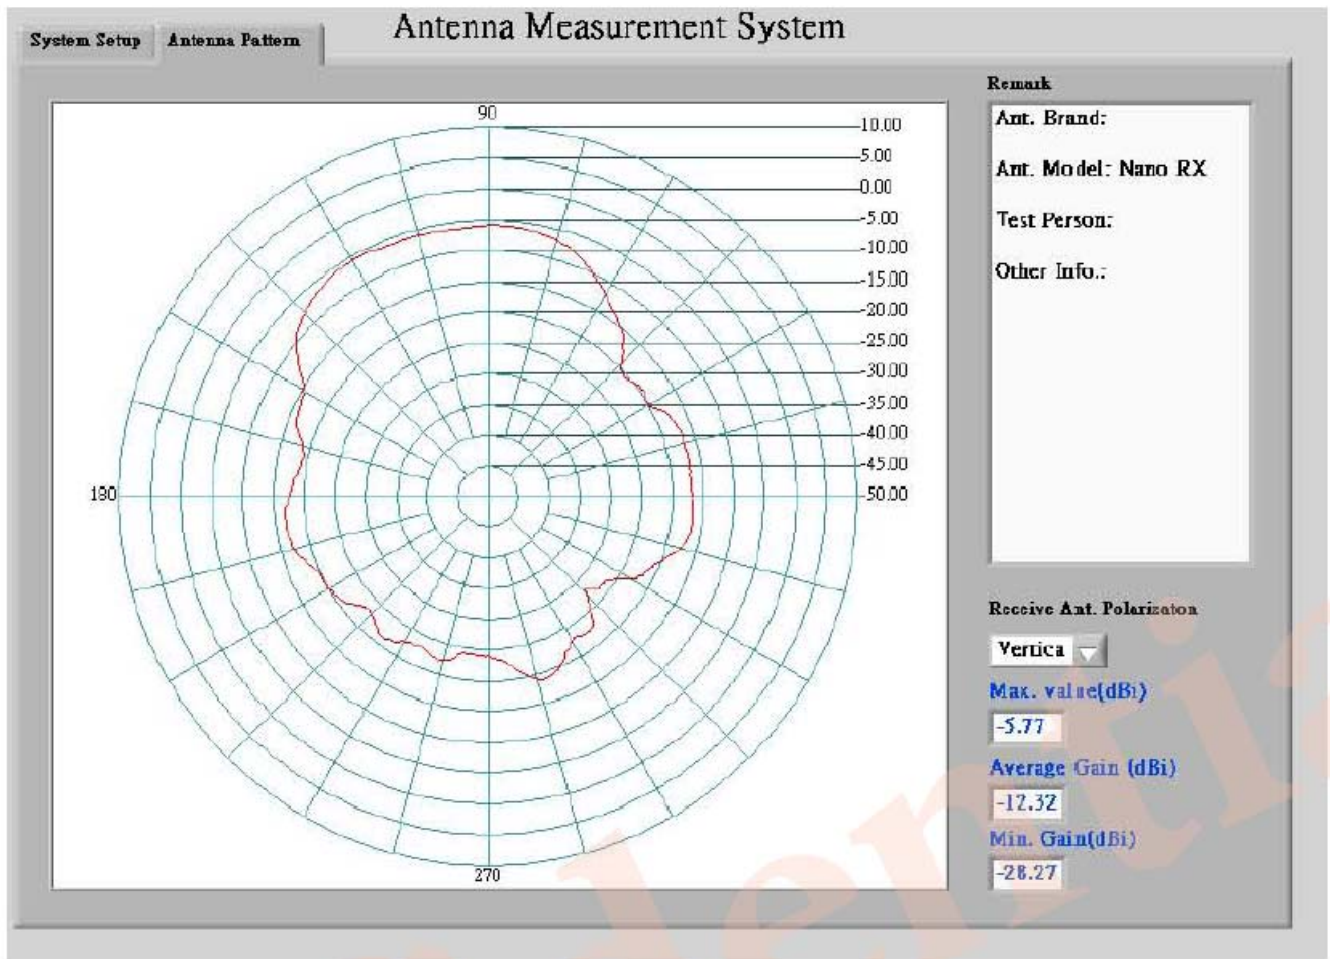 Antenna Measurement System
System Setup
Antenna Pattern
90
10.00
5.00
0.00
-5.00
-10.00
-15.00
-20.00
-25.00
-30.00
-35.00
-40.00
-45.00
-50.00
180
270
Remark
Ant. Brand:
Ant. Model: Nano RX
Test Person:
Other Info.:
Receive Ant. Polarizaton
Vertica
Max. value(dBi)
-5.77
Average Gain (dBi)
-12.32
Min. Gain(dBi)
-28.27